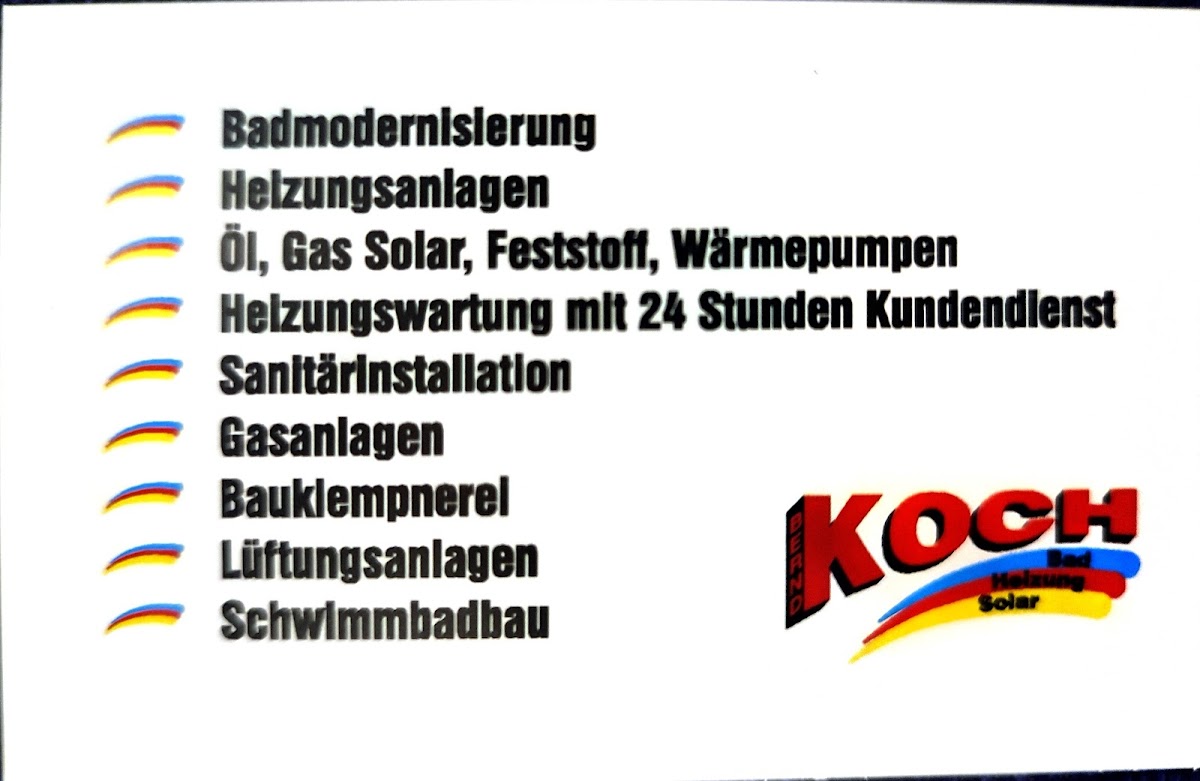 Badmodernisierung
Heizungsanlagen
Öl, Gas Solar, Feststoff, Wärmepumpen
Heizungswartung mit 24 Stunden Kundendienst
Sanitärinstallation
Gasanlagen
Bauklempnerei
Lüftungsanlagen
Schwimmbadbau
BERND
KOCH
Bad
Heizung
Solar